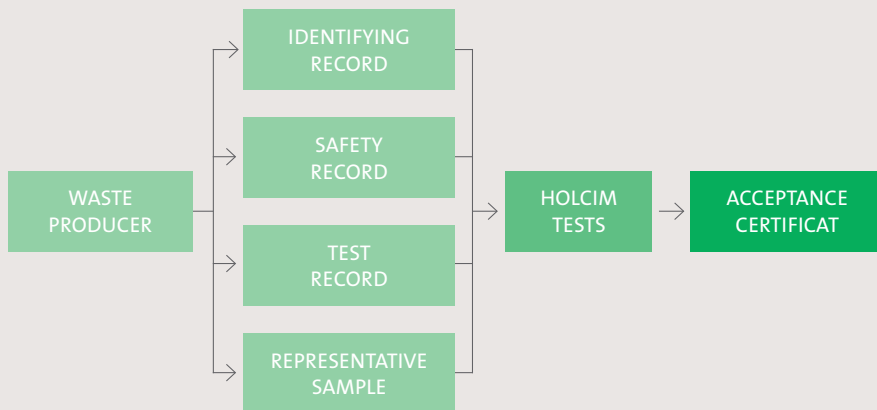 IDENTIFYING
RECORD
SAFETY
RECORD
WASTE
PRODUCER
HOLCIM
TESTS
ACCEPTANCE
CERTIFICAT
TEST
RECORD
REPRESENTATIVE
SAMPLE